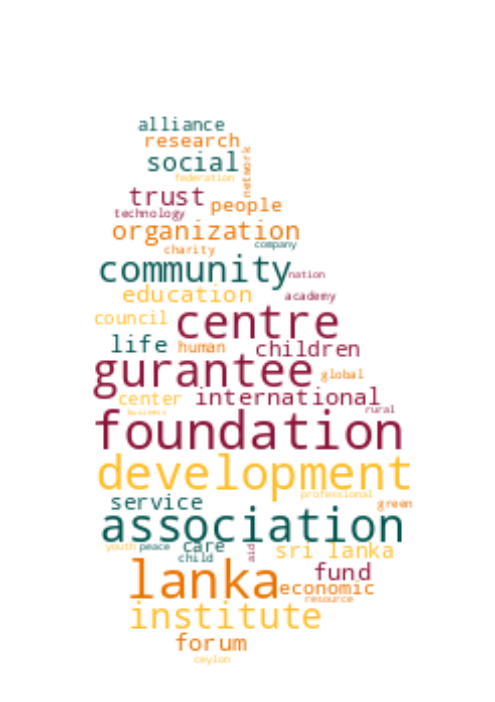 alliance
research
social
network
federation
trust
people
technology
organization
company
charity
community
nation
education
academy
council
centre
life
human
children
gurantee
global
center
international
rural
business
foundation
development
professional
service
green
association
youth
peace
care
child
aid
sri lanka
lanka
fund
economic
resource
institute
forum
ceylon